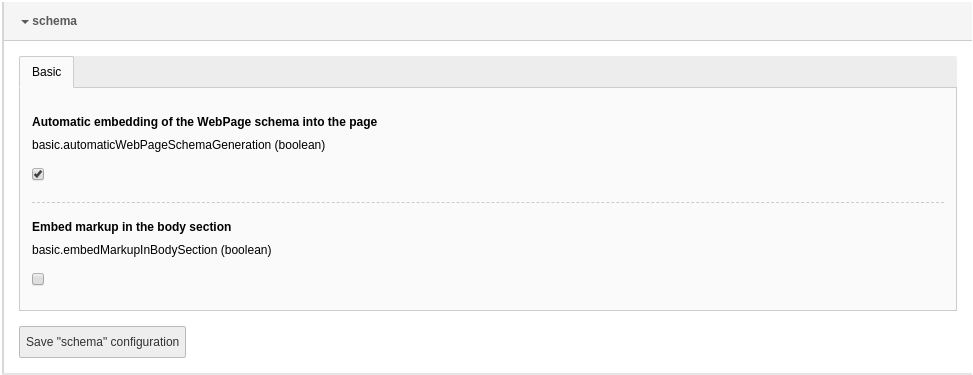 schema
Basic
Automatic embedding of the WebPage schema into the page
basic.automaticWebPageSchemaGeneration (boolean)
Embed markup in the body section
basic.embedMarkupInBodySection (boolean)
Save "schema" configuration